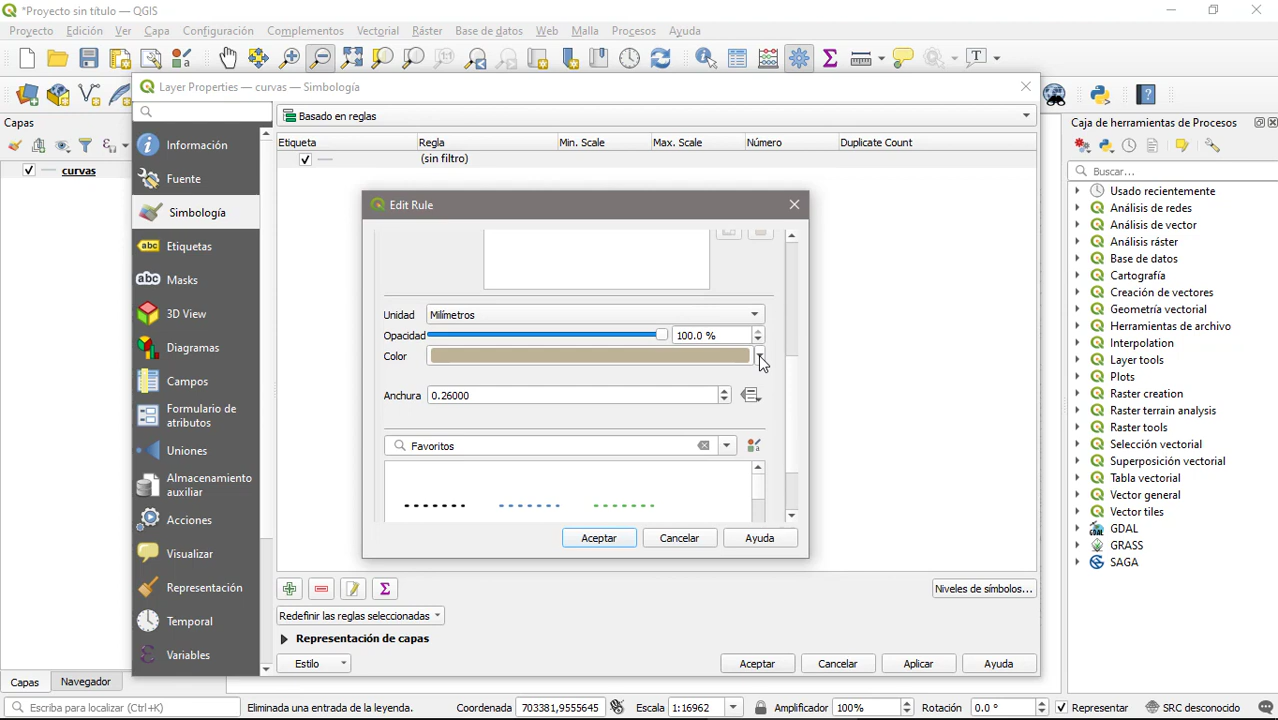 *Proyecto sin título — QGIS
Proyecto Edición Ver Capa Configuración Complementos Vectorial Ráster Base de datos Web Malla Procesos Ayuda
Capas
curvas
Layer Properties — curvas — Simbología
Información
Fuente
Simbología
Etiquetas
Masks
3D View
Diagramas
Campos
Formulario de
atributos
Uniones
Almacenamiento
auxiliar
Acciones
Visualizar
Representación
Temporal
Variables
Basado en reglas
Etiqueta Regla Min. Scale Max. Scale Número Duplicate Count
(sin filtro)
Edit Rule
Unidad Milímetros
Opacidad 100.0 %
Color
Anchura 0.26000
Favoritos
Aceptar Cancelar Ayuda
Niveles de símbolos...
Redefinir las reglas seleccionadas
Representación de capas
Estilo Aceptar Cancelar Aplicar Ayuda
Caja de herramientas de Procesos
Buscar...
Usado recientemente
Análisis de redes
Análisis de vector
Análisis ráster
Base de datos
Cartografía
Creación de vectores
Geometría vectorial
Herramientas de archivo
Interpolation
Layer tools
Plots
Raster creation
Raster terrain analysis
Raster tools
Selección vectorial
Superposición vectorial
Tabla vectorial
Vector general
Vector tiles
GDAL
GRASS
SAGA
Capas Navegador
Escriba para localizar (Ctrl+K) Eliminada una entrada de la leyenda. Coordenada 703381,9555645 Escala 1:16962 Amplificador 100% Rotación 0.0 ° Representar SRC desconocido